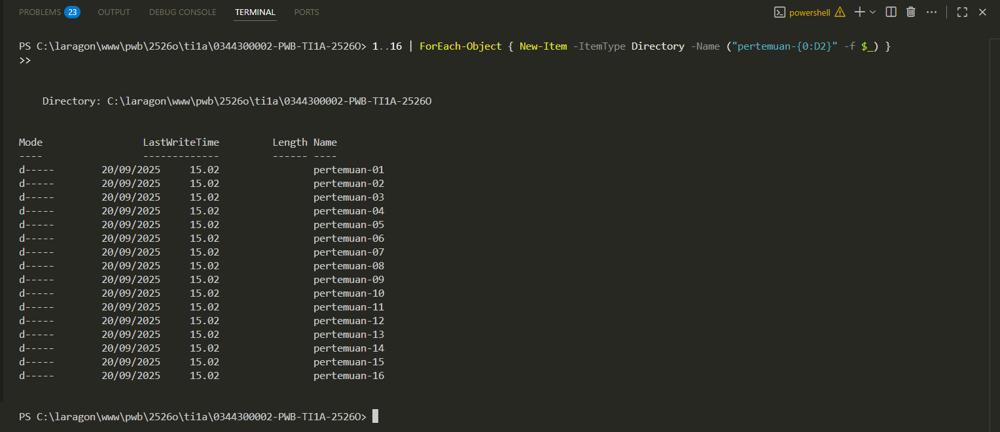 PROBLEMS 23 OUTPUT DEBUG CONSOLE TERMINAL PORTS powershell
PS C:\laragon\www\pwb\2526o\ti1a\0344300002-PWB-TI1A-2526O> 1..16 | ForEach-Object { New-Item -ItemType Directory -Name ("pertemuan-{0:D2}" -f $_) }
>>
Directory: C:\laragon\www\pwb\2526o\ti1a\0344300002-PWB-TI1A-2526O
Mode LastWriteTime Length Name
---- ------------- ------ ----
d----- 20/09/2025 15.02 pertemuan-01
d----- 20/09/2025 15.02 pertemuan-02
d----- 20/09/2025 15.02 pertemuan-03
d----- 20/09/2025 15.02 pertemuan-04
d----- 20/09/2025 15.02 pertemuan-05
d----- 20/09/2025 15.02 pertemuan-06
d----- 20/09/2025 15.02 pertemuan-07
d----- 20/09/2025 15.02 pertemuan-08
d----- 20/09/2025 15.02 pertemuan-09
d----- 20/09/2025 15.02 pertemuan-10
d----- 20/09/2025 15.02 pertemuan-11
d----- 20/09/2025 15.02 pertemuan-12
d----- 20/09/2025 15.02 pertemuan-13
d----- 20/09/2025 15.02 pertemuan-14
d----- 20/09/2025 15.02 pertemuan-15
d----- 20/09/2025 15.02 pertemuan-16
PS C:\laragon\www\pwb\2526o\ti1a\0344300002-PWB-TI1A-2526O>